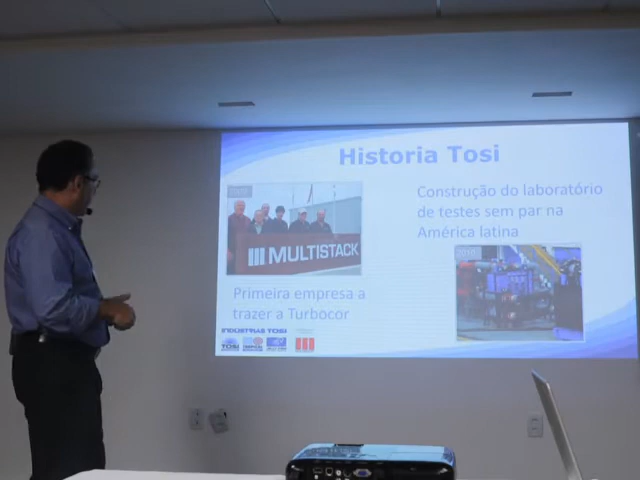 Historia Tosi
MULTISTACK
Primeira empresa a
trazer a Turbocor
Construção do laboratório
de testes sem par na
América latina
INDUSTRIAS TOSI
TOSI